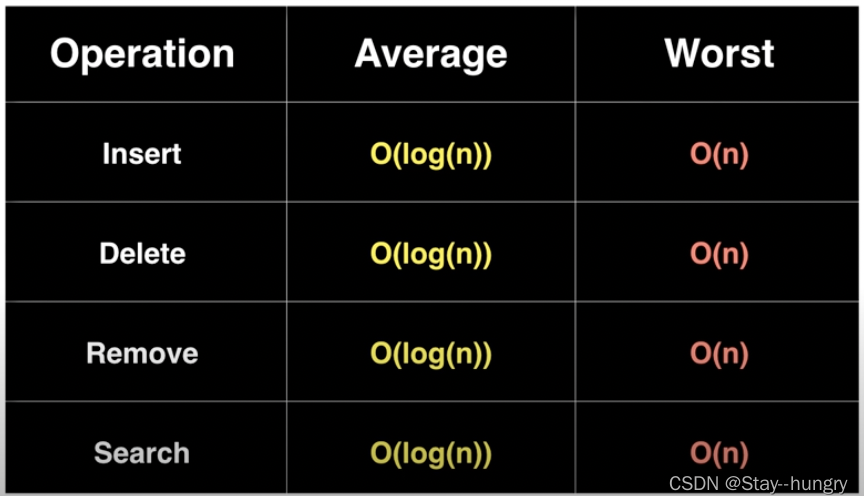 Operation Average Worst
Insert O(log(n)) O(n)
Delete O(log(n)) O(n)
Remove O(log(n)) O(n)
Search O(log(n)) O(n)
CSDN @Stay--hungry